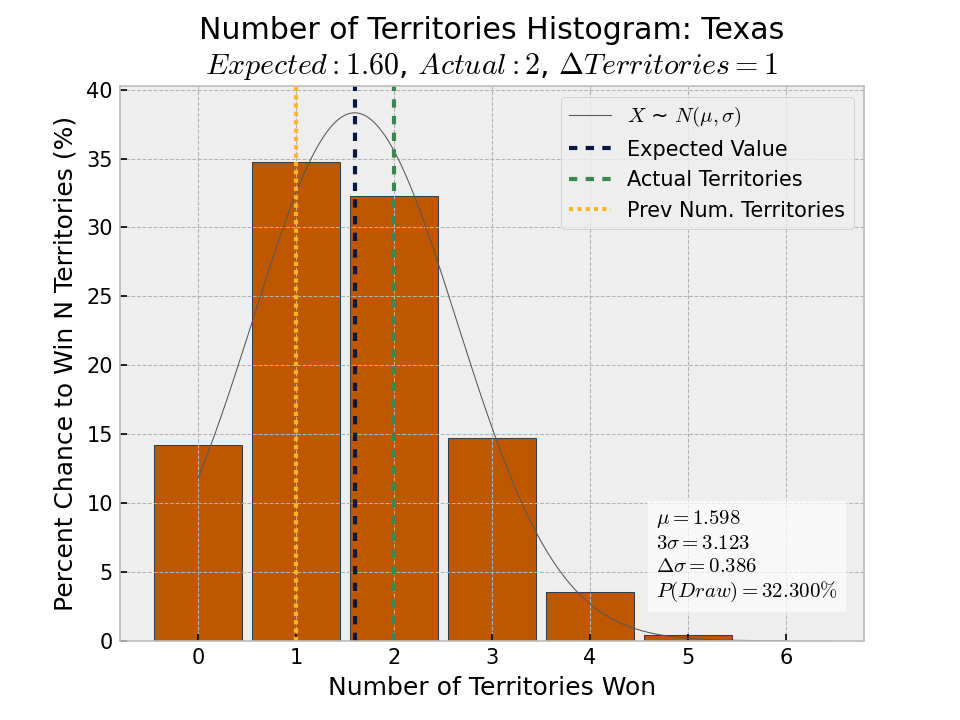 Number of Territories Histogram: Texas
Expected : 1.60, Actual : 2, ΔTerritories = 1
Percent Chance to Win N Territories (%)
40
35
30
25
20
15
10
5
0
X ∼ N(μ, σ)
Expected Value
Actual Territories
Prev Num. Territories
μ = 1.598
3σ = 3.123
Δσ = 0.386
P(Draw) = 32.300%
0 1 2 3 4 5 6
Number of Territories Won